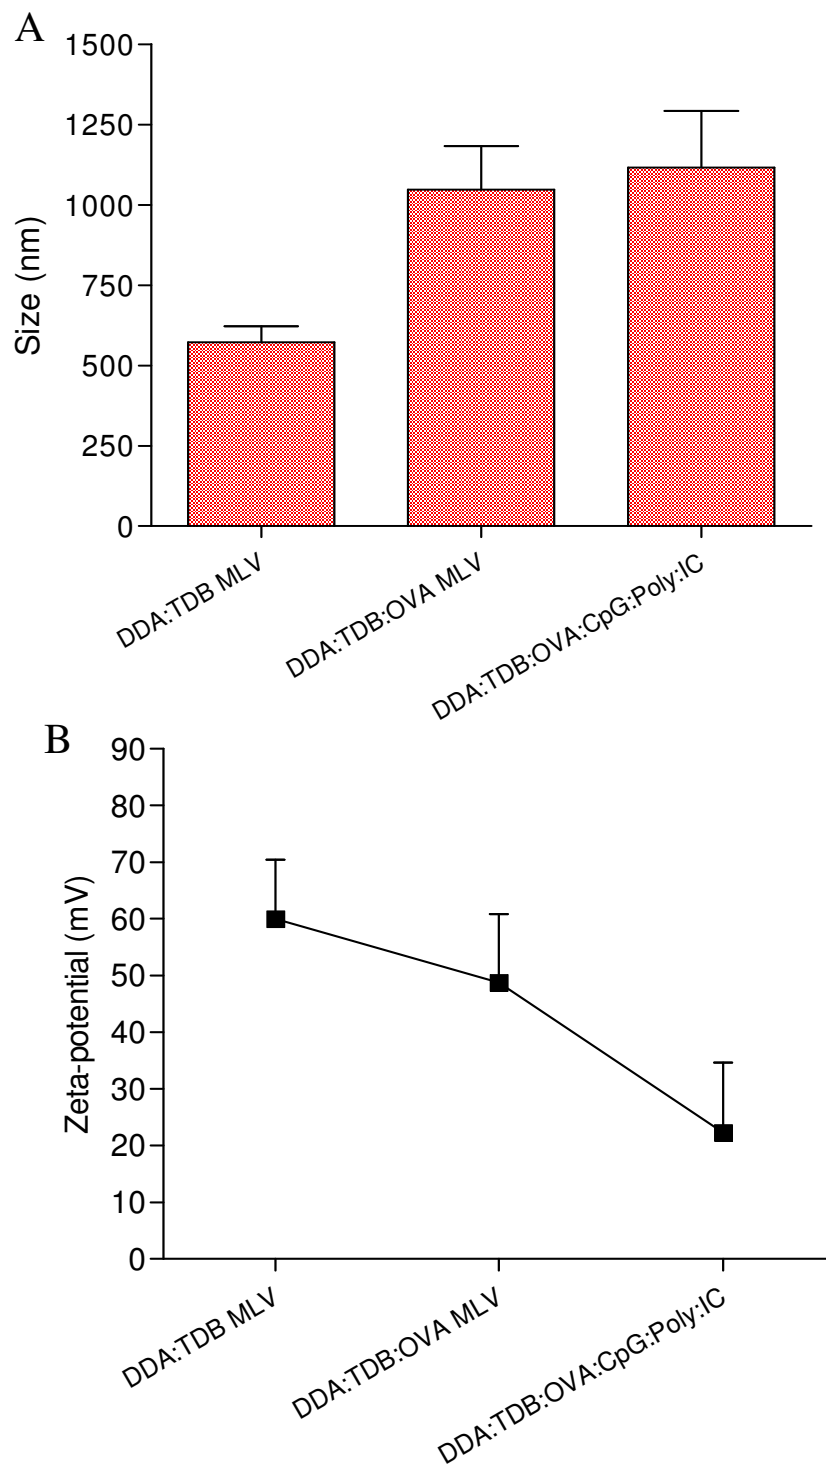 A
1500
1250
1000
750
500
250
0
Size (nm)
DDA:TDB MLV
DDA:TDB:OVA MLV
DDA:TDB:OVA:CpG:Poly:IC
B
90
80
70
60
50
40
30
20
10
0
Zeta-potential (mV)
DDA:TDB MLV
DDA:TDB:OVA MLV
DDA:TDB:OVA:CpG:Poly:IC